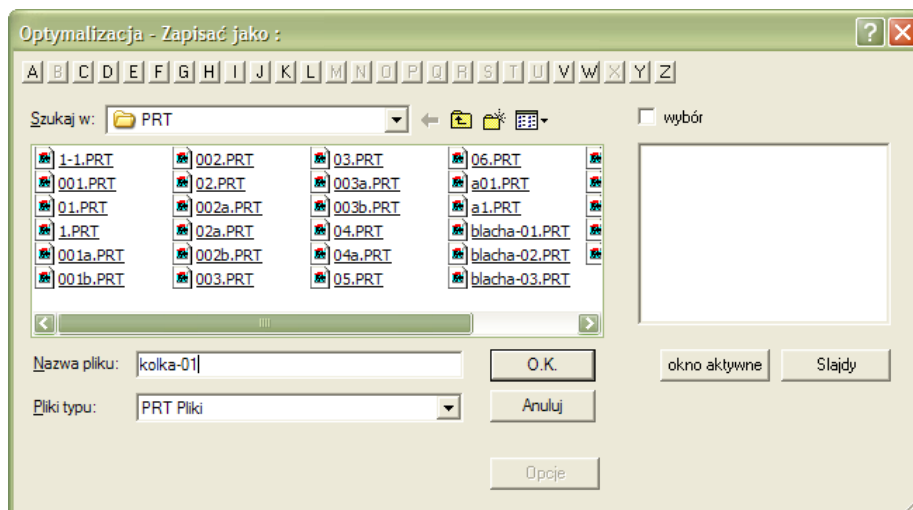 Optymalizacja - Zapisać jako :
A B C D E F G H I J K L M N O P Q R S T U V W X Y Z
Szukaj w: PRT wybór
1-1.PRT 002.PRT 03.PRT 06.PRT
001.PRT 02.PRT 003a.PRT a01.PRT
01.PRT 002a.PRT 003b.PRT a1.PRT
1.PRT 02a.PRT 04.PRT blacha-01.PRT
001a.PRT 002b.PRT 04a.PRT blacha-02.PRT
001b.PRT 003.PRT 05.PRT blacha-03.PRT
Nazwa pliku: kolka-01 O.K. okno aktywne Slajdy
Pliki typu: PRT Pliki Anuluj
Opcje